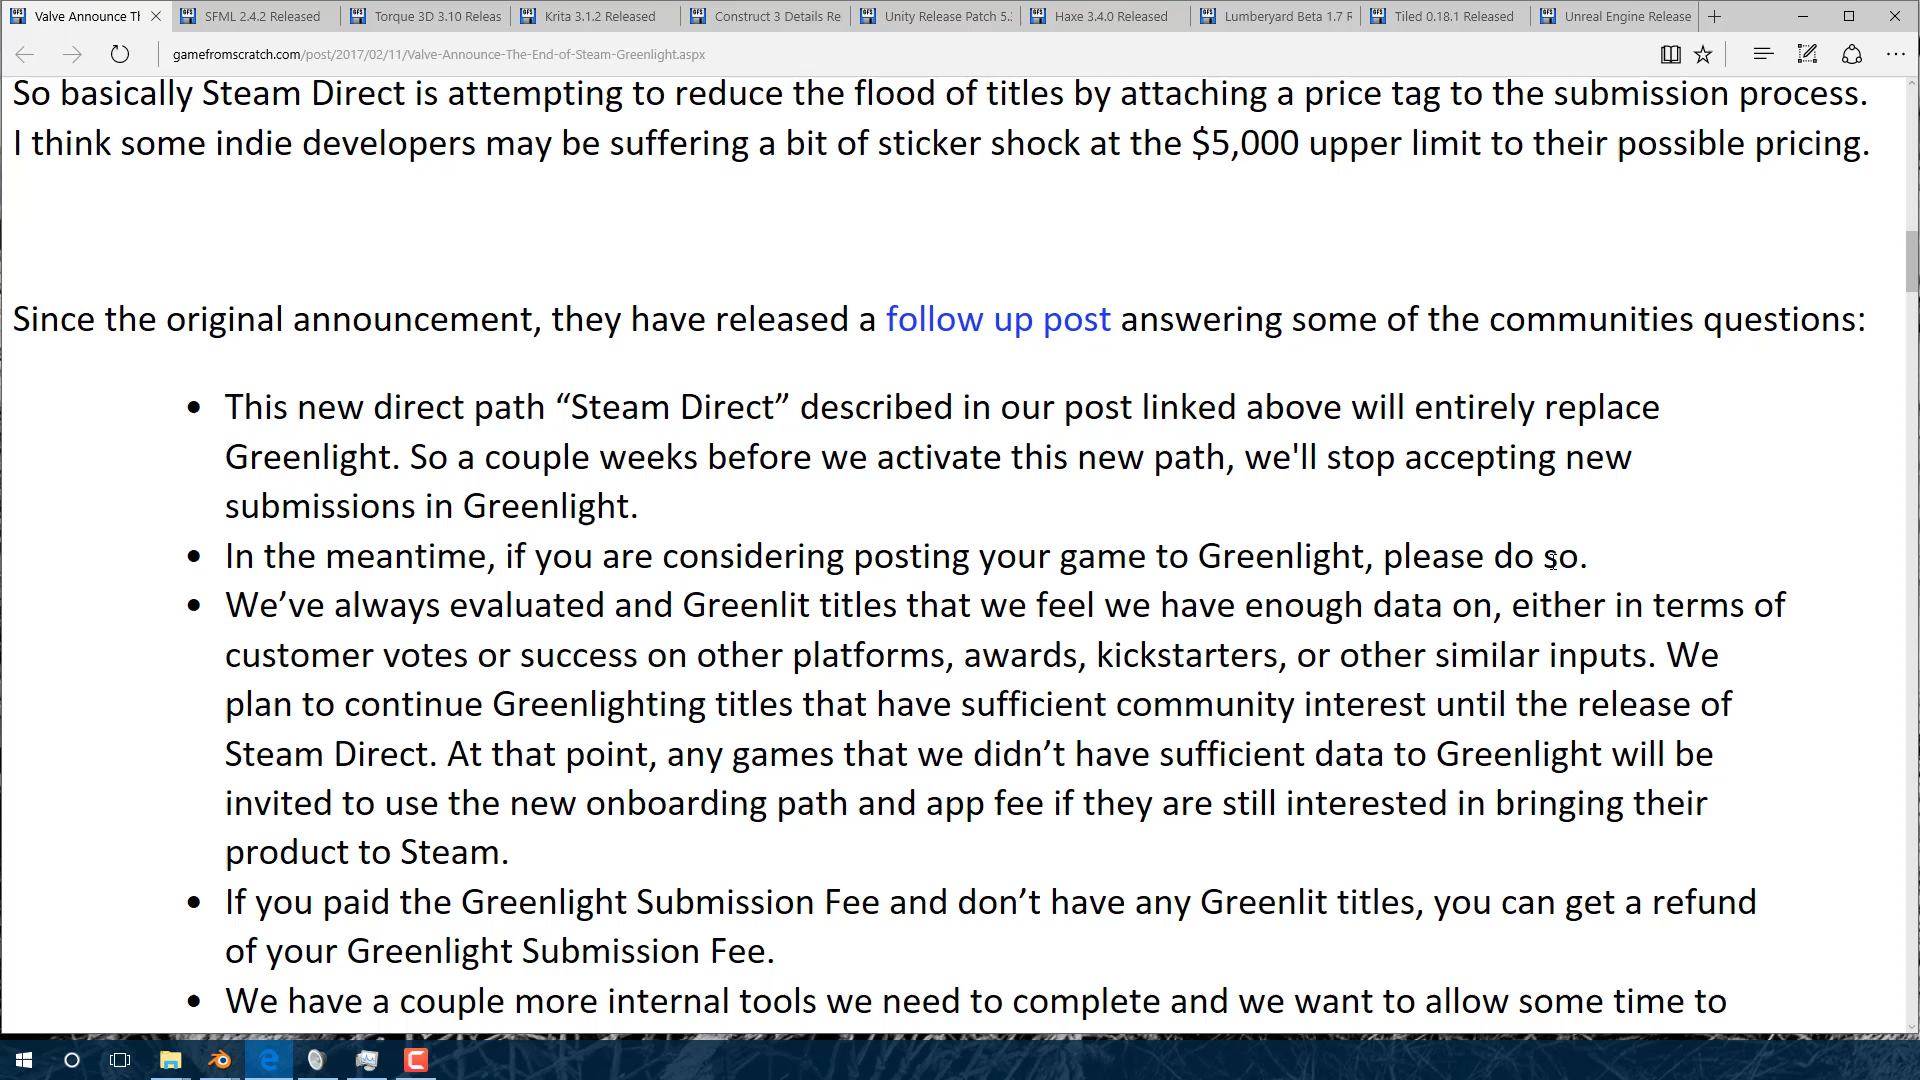 Valve Announce Th
SFML 2.4.2 Released
Torque 3D 3.10 Releas
Krita 3.1.2 Released
Construct 3 Details Re
Unity Release Patch 5.
Haxe 3.4.0 Released
Lumberyard Beta 1.7 R
Tiled 0.18.1 Released
Unreal Engine Release
gamefromscratch.com/post/2017/02/11/Valve-Announce-The-End-of-Steam-Greenlight.aspx
So basically Steam Direct is attempting to reduce the flood of titles by attaching a price tag to the submission process.
I think some indie developers may be suffering a bit of sticker shock at the $5,000 upper limit to their possible pricing.
Since the original announcement, they have released a follow up post answering some of the communities questions:
• This new direct path “Steam Direct” described in our post linked above will entirely replace
Greenlight. So a couple weeks before we activate this new path, we'll stop accepting new
submissions in Greenlight.
• In the meantime, if you are considering posting your game to Greenlight, please do so.
• We’ve always evaluated and Greenlit titles that we feel we have enough data on, either in terms of
customer votes or success on other platforms, awards, kickstarters, or other similar inputs. We
plan to continue Greenlighting titles that have sufficient community interest until the release of
Steam Direct. At that point, any games that we didn’t have sufficient data to Greenlight will be
invited to use the new onboarding path and app fee if they are still interested in bringing their
product to Steam.
• If you paid the Greenlight Submission Fee and don’t have any Greenlit titles, you can get a refund
of your Greenlight Submission Fee.
• We have a couple more internal tools we need to complete and we want to allow some time to